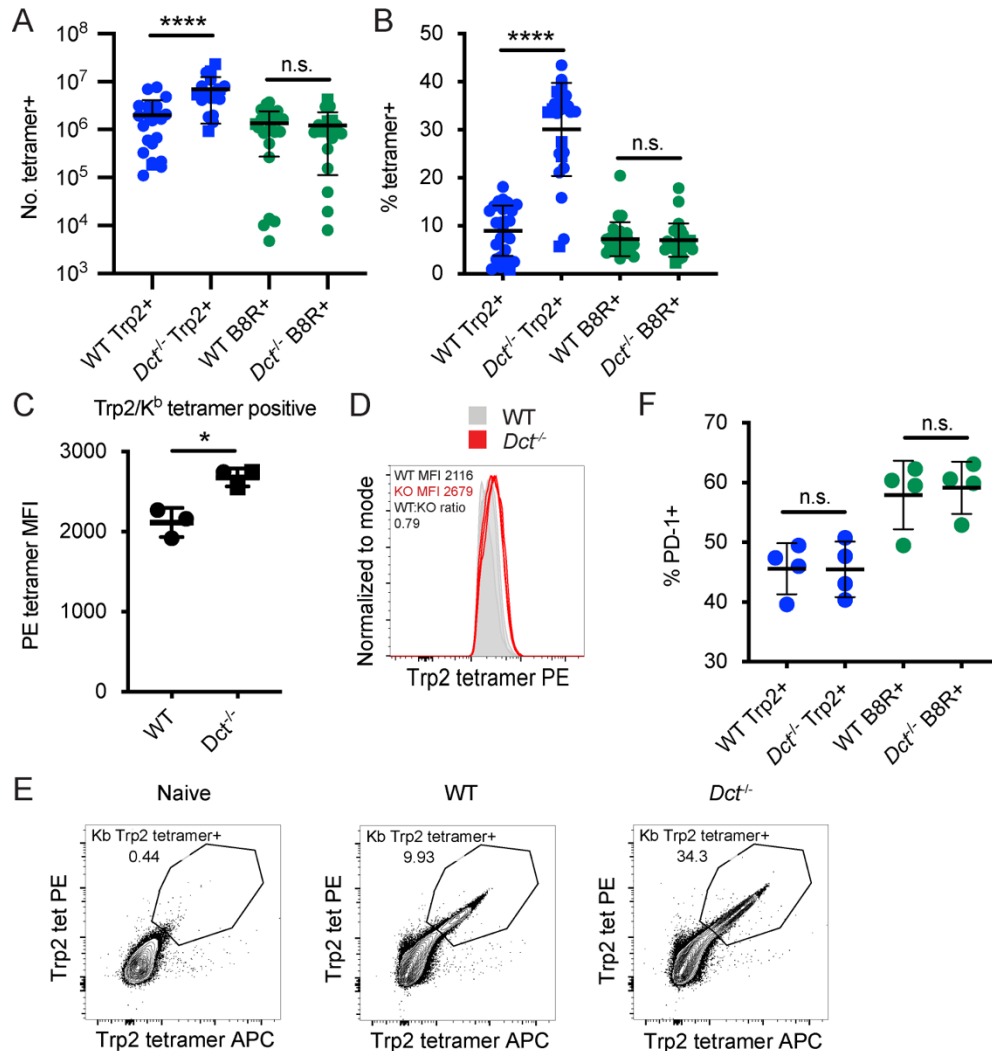 A
No. tetramer+
10⁸
10⁷
10⁶
10⁵
10⁴
10³
****
n.s.
WT Trp2+
Dct⁻/⁻ Trp2+
WT B8R+
Dct⁻/⁻ B8R+
B
% tetramer+
50
40
30
20
10
0
****
n.s.
WT Trp2+
Dct⁻/⁻ Trp2+
WT B8R+
Dct⁻/⁻ B8R+
C
Trp2/Kᵇ tetramer positive
PE tetramer MFI
3000
2000
1000
0
*
WT
Dct⁻/⁻
D
WT
Dct⁻/⁻
WT MFI 2116
KO MFI 2679
WT:KO ratio
0.79
Normalized to mode
Trp2 tetramer PE
F
% PD-1+
70
60
50
40
30
n.s.
n.s.
WT Trp2+
Dct⁻/⁻ Trp2+
WT B8R+
Dct⁻/⁻ B8R+
E
Naive
Kb Trp2 tetramer+
0.44
Trp2 tet PE
Trp2 tetramer APC
WT
Kb Trp2 tetramer+
9.93
Trp2 tet PE
Trp2 tetramer APC
Dct⁻/⁻
Kb Trp2 tetramer+
34.3
Trp2 tet PE
Trp2 tetramer APC